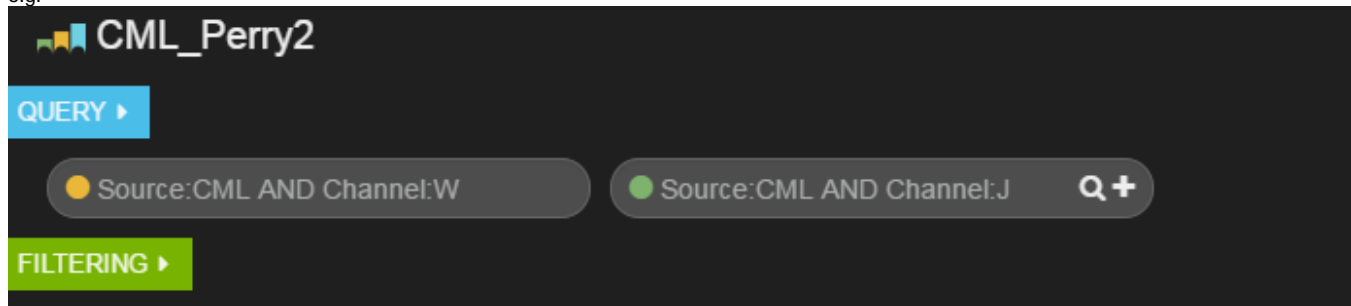 e.g.
CML_Perry2
QUERY
Source:CML AND Channel:W
Source:CML AND Channel:J
FILTERING